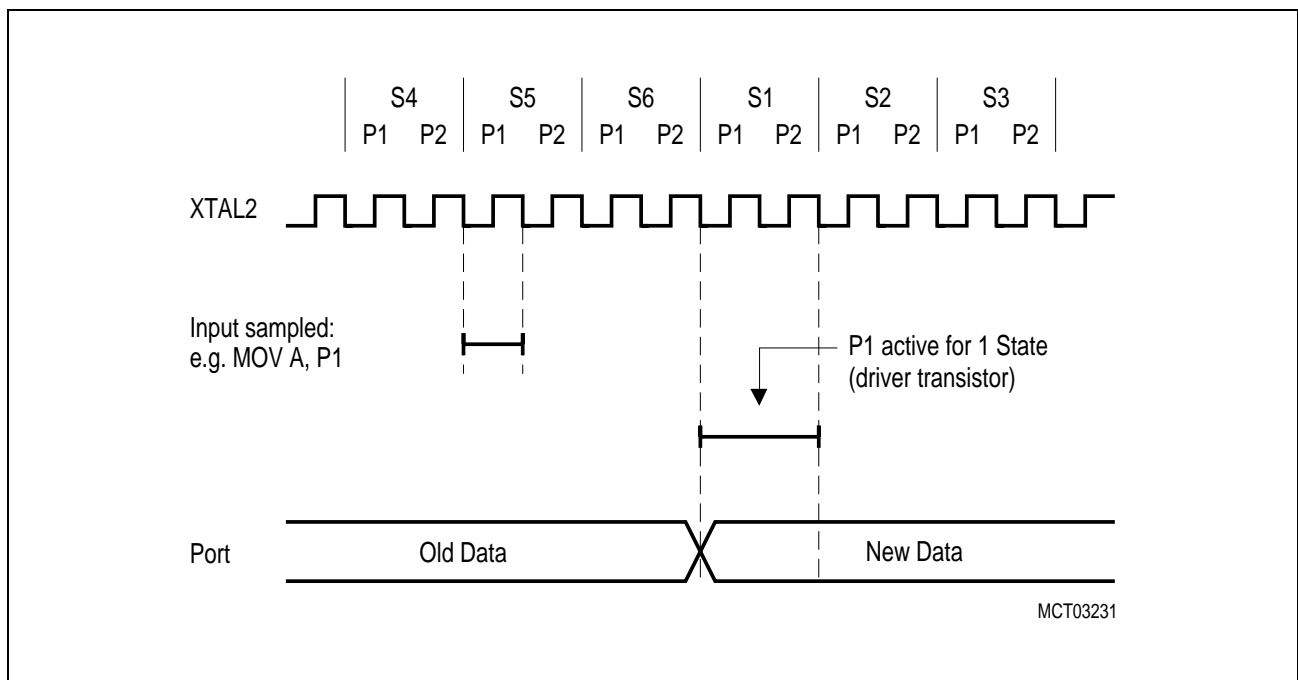 S4 S5 S6 S1 S2 S3
P1 P2 P1 P2 P1 P2 P1 P2 P1 P2 P1 P2
XTAL2
Input sampled:
e.g. MOV A, P1
P1 active for 1 State
(driver transistor)
Port Old Data New Data
MCT03231